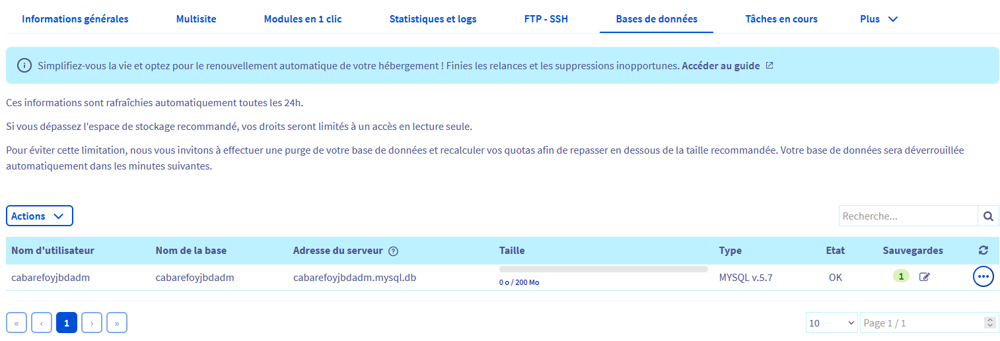 Informations générales Multisite Modules en 1 clic Statistiques et logs FTP - SSH Bases de données Tâches en cours Plus
Simplifiez-vous la vie et optez pour le renouvellement automatique de votre hébergement ! Finies les relances et les suppressions inopportunes. Accéder au guide
Ces informations sont rafraîchies automatiquement toutes les 24h.
Si vous dépassez l'espace de stockage recommandé, vos droits seront limités à un accès en lecture seule.
Pour éviter cette limitation, nous vous invitons à effectuer une purge de votre base de données et recalculer vos quotas afin de repasser en dessous de la taille recommandée. Votre base de données sera déverrouillée
automatiquement dans les minutes suivantes.
Actions Recherche...
Nom d'utilisateur Nom de la base Adresse du serveur Taille Type Etat Sauvegardes
cabarefoyjbdadm cabarefoyjbdadm cabarefoyjbdadm.mysql.db 0 o / 200 Mo MYSQL v.5.7 OK 1
« ‹ 1 › » 10 Page 1 / 1